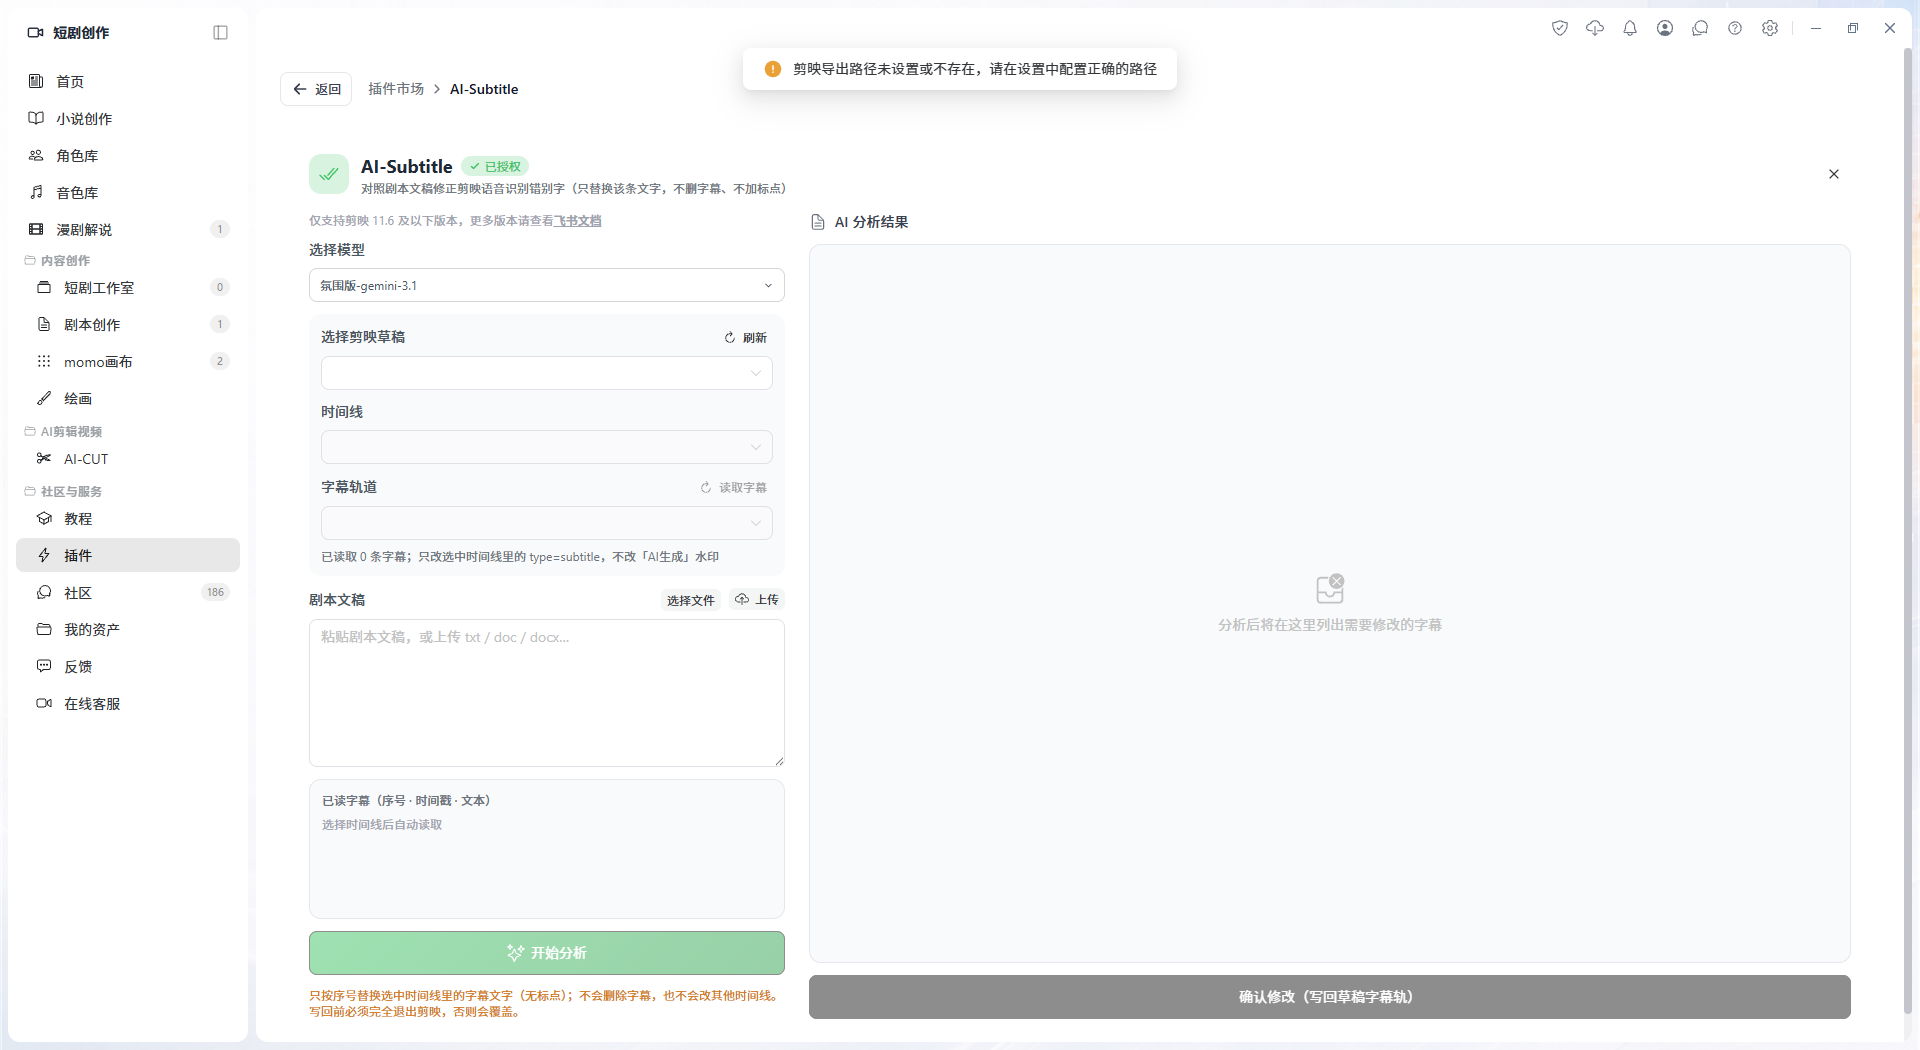 短剧创作
首页
小说创作
角色库
音色库
漫剧解说 1
内容创作
短剧工作室 0
剧本创作 1
momo画布 2
绘画
AI剪辑视频
AI-CUT
社区与服务
教程
插件
社区 186
我的资产
反馈
在线客服
剪映导出路径未设置或不存在，请在设置中配置正确的路径
返回 插件市场 > AI-Subtitle
AI-Subtitle 已授权
对照剧本文稿修正剪映语音识别错别字（只替换该条文字，不删字幕、不加标点）
仅支持剪映 11.6 及以下版本，更多版本请查看飞书文档
选择模型
氛围版-gemini-3.1
选择剪映草稿 刷新
时间线
字幕轨道 读取字幕
已读取 0 条字幕；只改选中时间线里的 type=subtitle，不改「AI生成」水印
剧本文稿 选择文件 上传
粘贴剧本文稿，或上传 txt / doc / docx...
已读字幕（序号 · 时间戳 · 文本）
选择时间线后自动读取
开始分析
只按序号替换选中时间线里的字幕文字（无标点）；不会删除字幕，也不会改其他时间线。
写回前必须完全退出剪映，否则会覆盖。
AI 分析结果
分析后将在这里列出需要修改的字幕
确认修改（写回草稿字幕轨）